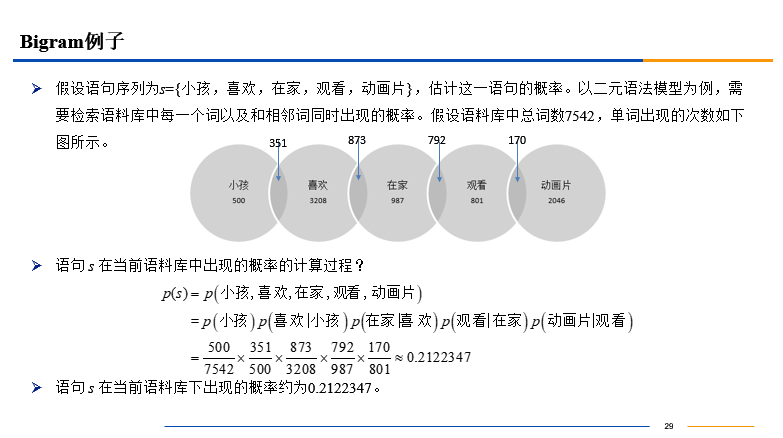 Bigram例子
➢ 假设语句序列为s={小孩，喜欢，在家，观看，动画片}，估计这一语句的概率。以二元语法模型为例，需
要检索语料库中每一个词以及和相邻词同时出现的概率。假设语料库中总词数7542，单词出现的次数如下
图所示。
351 873 792 170
小孩 喜欢 在家 观看 动画片
500 3208 987 801 2046
➢ 语句 s 在当前语料库中出现的概率的计算过程？
p(s) = p(小孩, 喜欢, 在家, 观看, 动画片)
= p(小孩) p(喜欢|小孩) p(在家|喜欢) p(观看|在家) p(动画片|观看)
= 500/7542 × 351/500 × 873/3208 × 792/987 × 170/801 ≈ 0.2122347
➢ 语句 s 在当前语料库下出现的概率约为0.2122347。
29